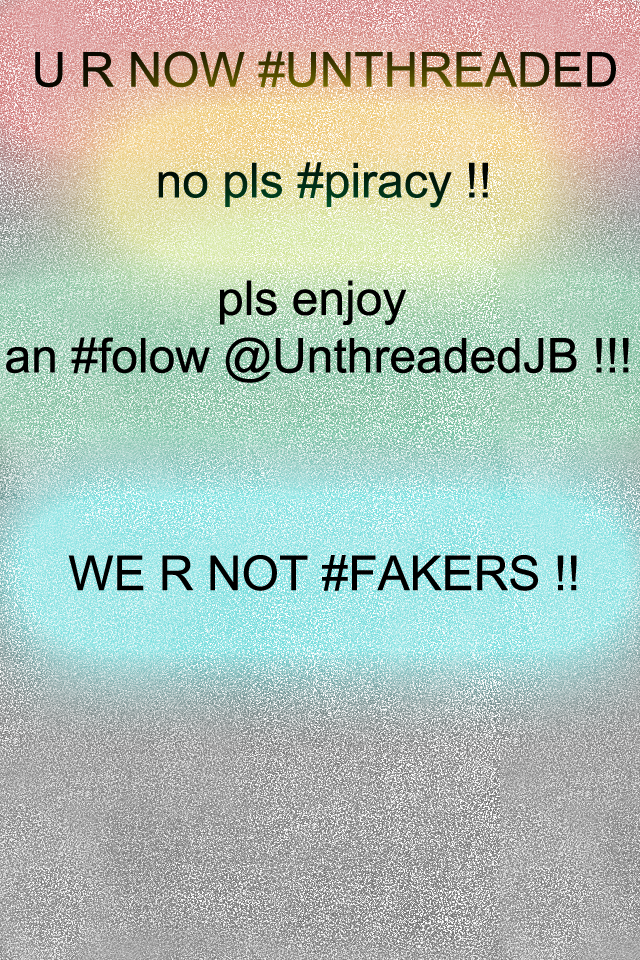 U R NOW #UNTHREADED
no pls #piracy !!
pls enjoy
an #folow @UnthreadedJB !!!
WE R NOT #FAKERS !!